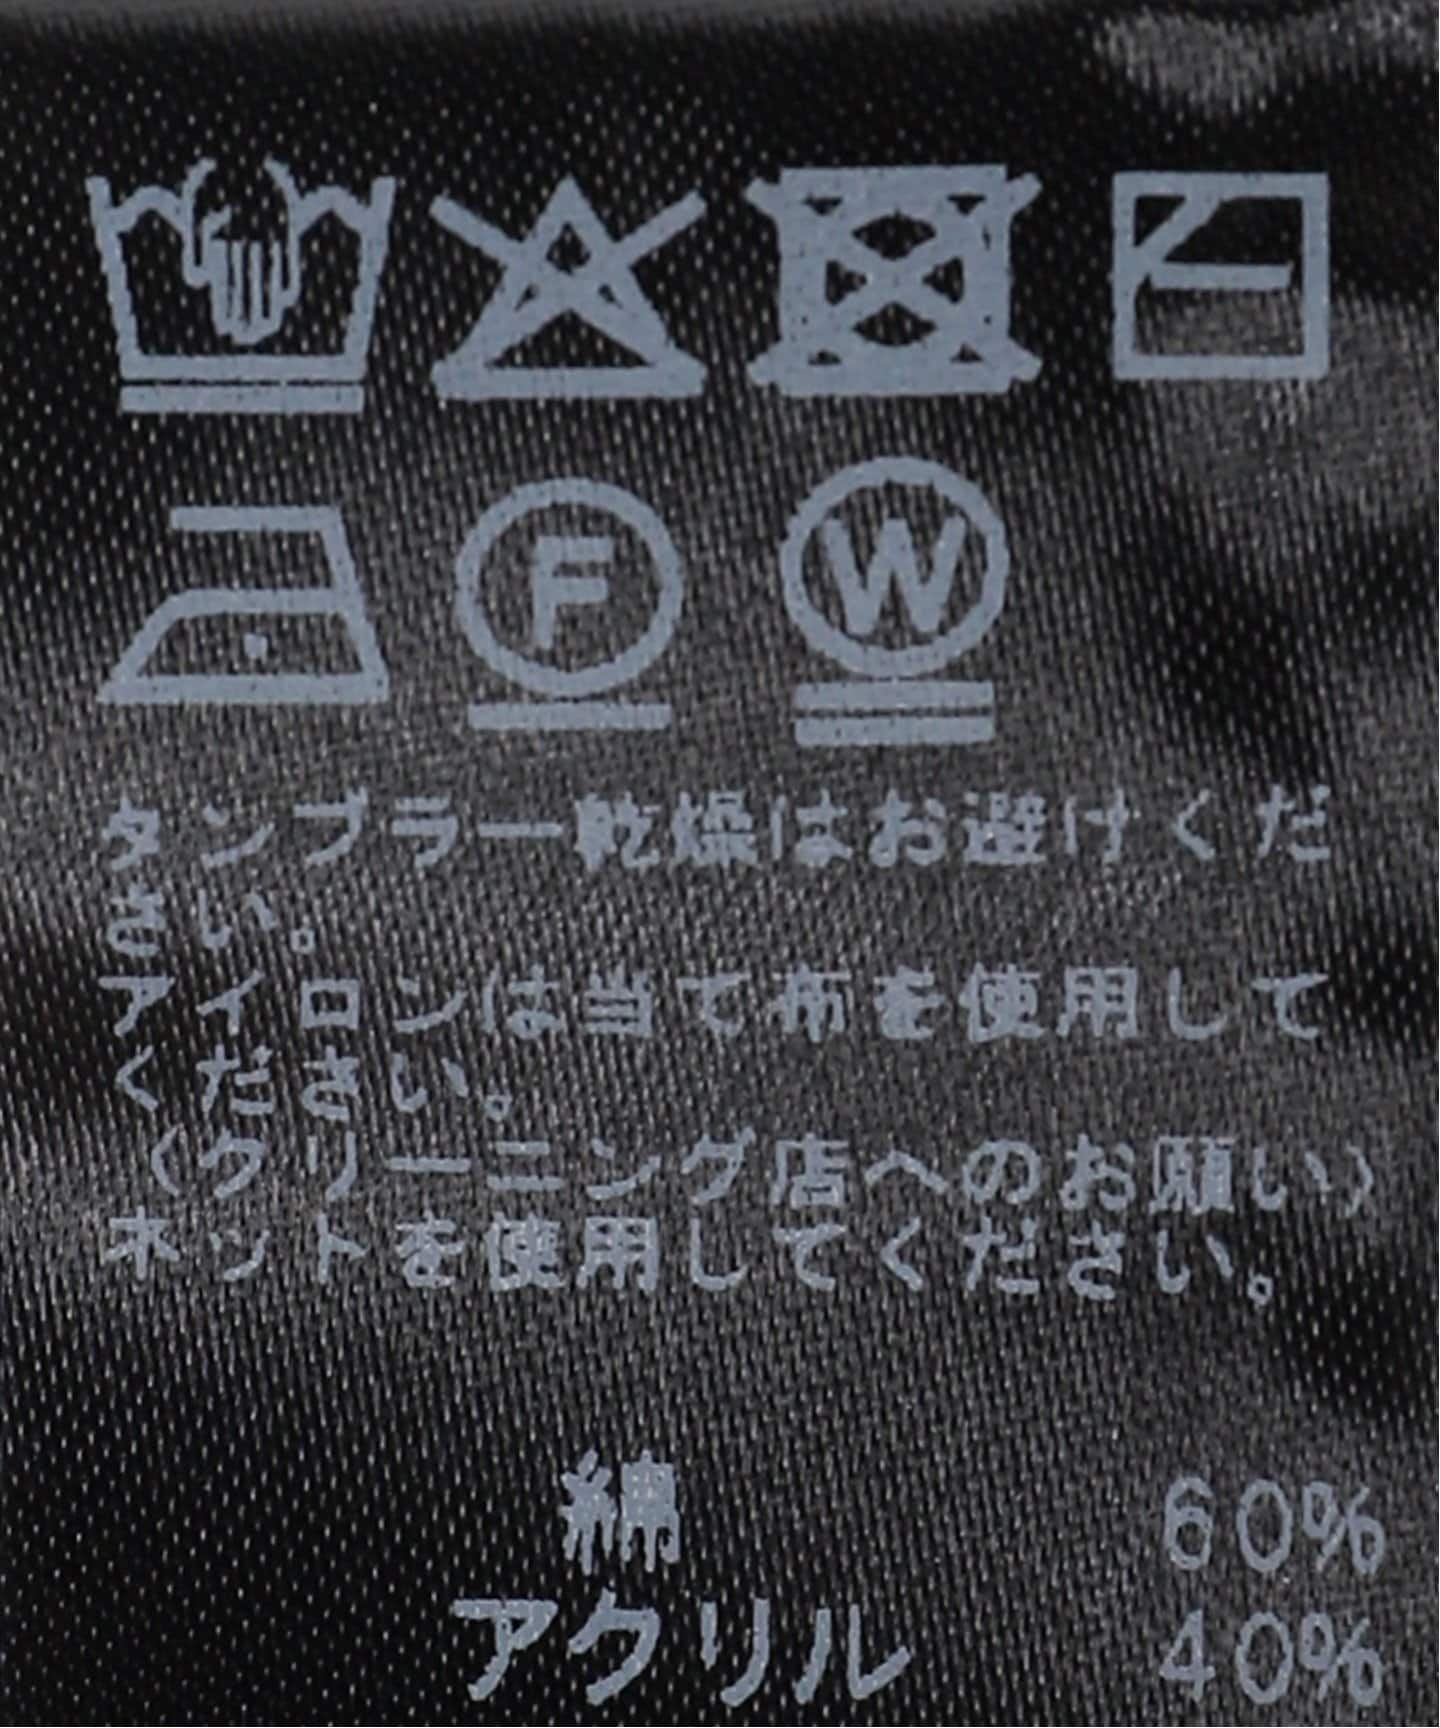 F W
タンブラー乾燥はお避けくだ
さい。
アイロンは当て布を使用して
ください。
（クリーニング店へのお願い）
ネットを使用してください。
綿 60%
アクリル 40%